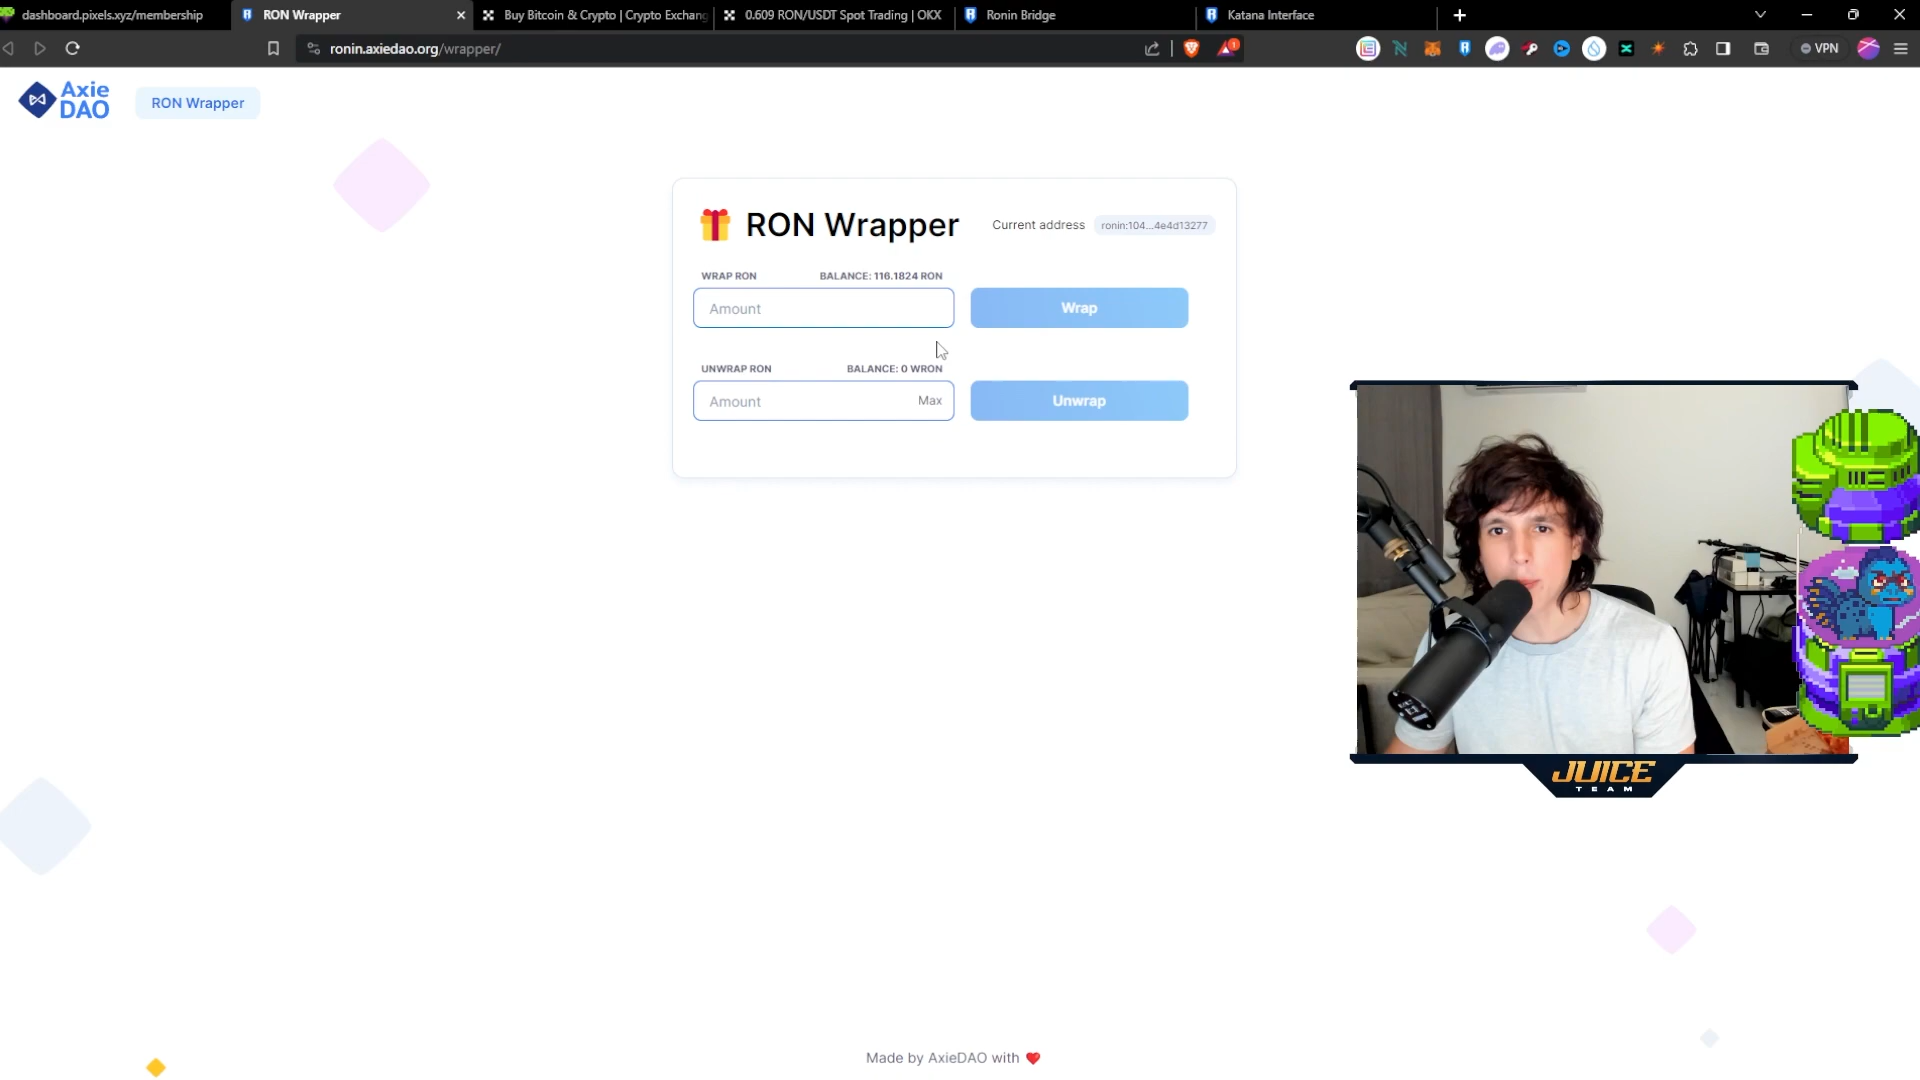 dashboard.pixels.xyz/membership
RON Wrapper
Buy Bitcoin & Crypto | Crypto Exchang
0.609 RON/USDT Spot Trading | OKX
Ronin Bridge
Katana Interface
ronin.axiedao.org/wrapper/
1
VPN
Axie
DAO
RON Wrapper
RON Wrapper
Current address
ronin:104...4e4d13277
WRAP RON
BALANCE: 116.1824 RON
Amount
Wrap
UNWRAP RON
BALANCE: 0 WRON
Amount
Max
Unwrap
JUICE
TEAM
Made by AxieDAO with